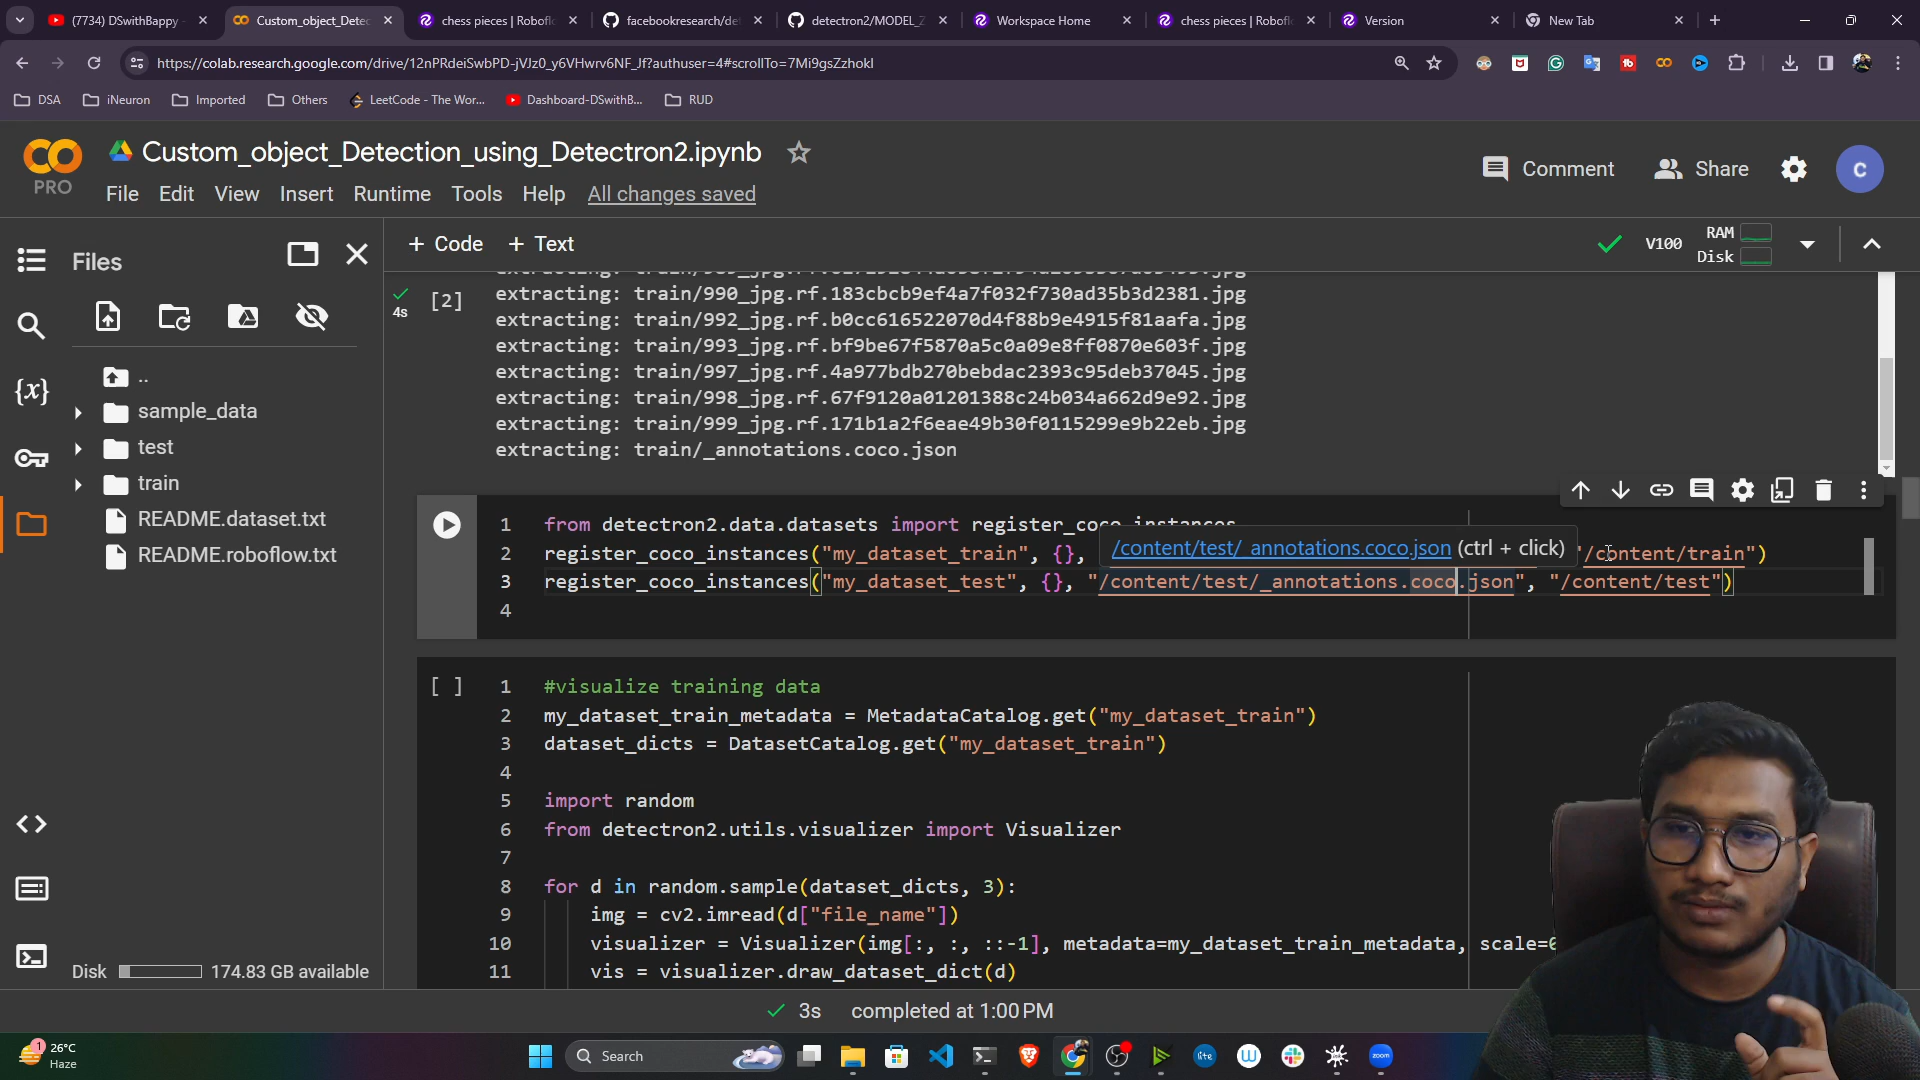 (7734) DSwithBappy
Custom_object_Detec
chess pieces | Robofl
facebookresearch/de
detectron2/MODEL_Z
Workspace Home
chess pieces | Robofl
Version
New Tab
https://colab.research.google.com/drive/12nPRdeiSwbPD-jVJz0_y6VHwrv6NF_Jf?authuser=4#scrollTo=7Mi9gsZzhokI
DSA
iNeuron
Imported
Others
LeetCode - The Wor...
Dashboard-DSwithB...
RUD
PRO
Custom_object_Detection_using_Detectron2.ipynb
File Edit View Insert Runtime Tools Help All changes saved
Comment
Share
C
Files
+ Code + Text
V100
RAM
Disk
..
sample_data
test
train
README.dataset.txt
README.roboflow.txt
Disk 174.83 GB available
4s
[2]
extracting: train/990_jpg.rf.183cbcb9ef4a7f032f730ad35b3d2381.jpg
extracting: train/992_jpg.rf.b0cc616522070d4f88b9e4915f81aafa.jpg
extracting: train/993_jpg.rf.bf9be67f5870a5c0a09e8ff0870e603f.jpg
extracting: train/997_jpg.rf.4a977bdb270bebdac2393c95deb37045.jpg
extracting: train/998_jpg.rf.67f9120a01201388c24b034a662d9e92.jpg
extracting: train/999_jpg.rf.171b1a2f6eae49b30f0115299e9b22eb.jpg
extracting: train/_annotations.coco.json
1 from detectron2.data.datasets import register_coco_instances
/content/test/_annotations.coco.json (ctrl + click)
2 register_coco_instances("my_dataset_train", {}, "/content/train")
3 register_coco_instances("my_dataset_test", {}, "/content/test/_annotations.coco.json", "/content/test")
4
[ ]
1 #visualize training data
2 my_dataset_train_metadata = MetadataCatalog.get("my_dataset_train")
3 dataset_dicts = DatasetCatalog.get("my_dataset_train")
4
5 import random
6 from detectron2.utils.visualizer import Visualizer
7
8 for d in random.sample(dataset_dicts, 3):
9 img = cv2.imread(d["file_name"])
10 visualizer = Visualizer(img[:, :, ::-1], metadata=my_dataset_train_metadata, scale=0
11 vis = visualizer.draw_dataset_dict(d)
3s completed at 1:00 PM
1
26°C
Haze
Search
lite
W
zoom